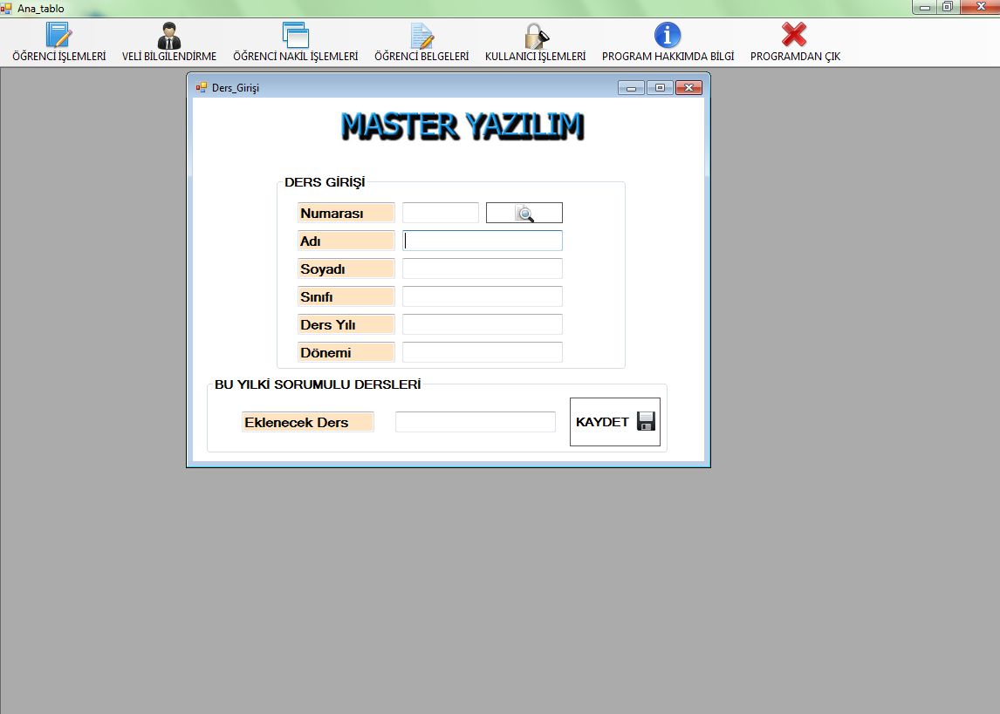 Ana_tablo
ÖĞRENCİ İŞLEMLERİ VELİ BİLGİLENDİRME ÖĞRENCİ NAKİL İŞLEMLERİ ÖĞRENCİ BELGELERİ KULLANICI İŞLEMLERİ PROGRAM HAKKIMDA BİLGİ PROGRAMDAN ÇIK
Ders_Girişi
MASTER YAZILIM
DERS GİRİŞİ
Numarası
Adı
Soyadı
Sınıfı
Ders Yılı
Dönemi
BU YILKİ SORUMULU DERSLERİ
Eklenecek Ders KAYDET